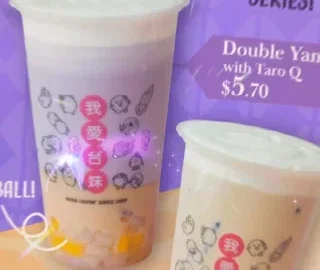 SERIES!
Double Yam
with Taro Q
$5.70
我愛台妹
BALL!
我